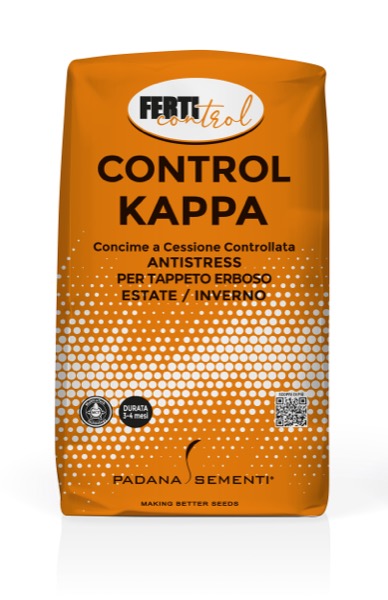 FERTI
control
CONTROL
KAPPA
Concime a Cessione Controllata
ANTISTRESS
PER TAPPETO ERBOSO
ESTATE / INVERNO
DURATA
3-4 mesi
PADANA SEMENTI®
MAKING BETTER SEEDS